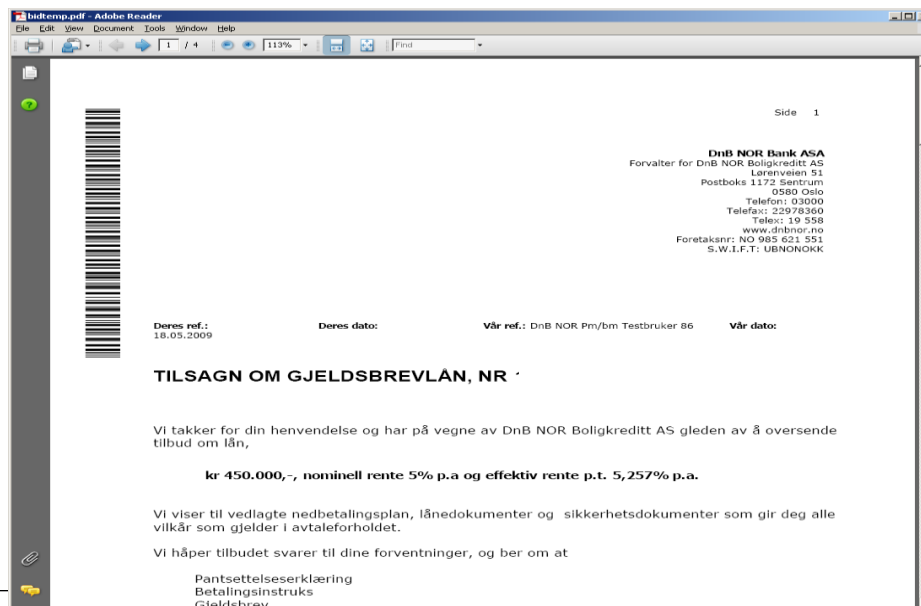 bidtemp.pdf - Adobe Reader
File Edit View Document Tools Window Help
1 / 4 113% Find
Side 1
DnB NOR Bank ASA
Forvalter for DnB NOR Boligkreditt AS
Lørenveien 51
Postboks 1172 Sentrum
0580 Oslo
Telefon: 03000
Telefax: 22978360
Telex: 19 558
www.dnbnor.no
Foretaksnr: NO 985 621 551
S.W.I.F.T: UBNONOKK
Deres ref.: Deres dato: Vår ref.: DnB NOR Pm/bm Testbruker 86 Vår dato:
18.05.2009
TILSAGN OM GJELDSBREVLÅN, NR
Vi takker for din henvendelse og har på vegne av DnB NOR Boligkreditt AS gleden av å oversende
tilbud om lån,
kr 450.000,-, nominell rente 5% p.a og effektiv rente p.t. 5,257% p.a.
Vi viser til vedlagte nedbetalingsplan, lånedokumenter og sikkerhetsdokumenter som gir deg alle
vilkår som gjelder i avtaleforholdet.
Vi håper tilbudet svarer til dine forventninger, og ber om at
Pantsettelseserklæring
Betalingsinstruks
Gjeldsbrev